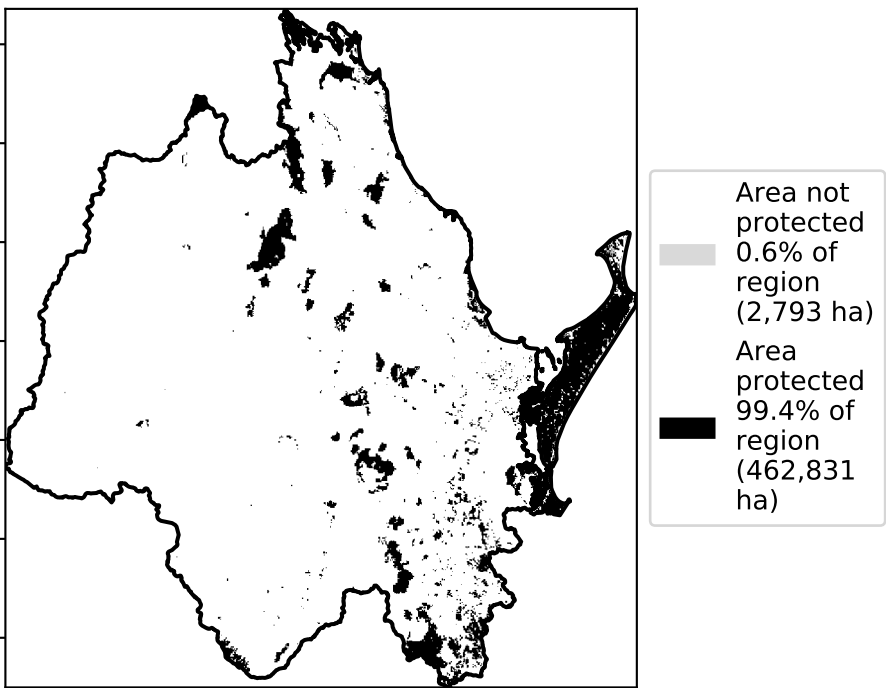 Area not
protected
0.6% of
region
(2,793 ha)
Area
protected
99.4% of
region
(462,831
ha)